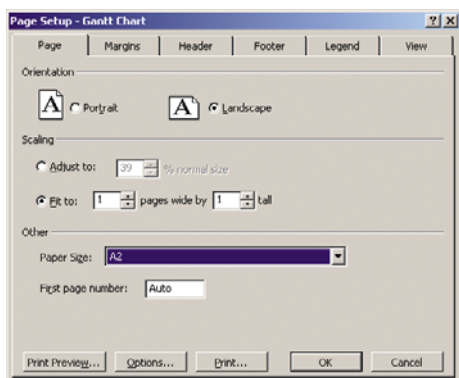 Page Setup - Gantt Chart
Page Margins Header Footer Legend View
Orientation
A Portrait A Landscape
Scaling
Adjust to: 39 % normal size
Fit to: 1 pages wide by 1 tall
Other
Paper Size: A2
First page number: Auto
Print Preview... Options... Print... OK Cancel